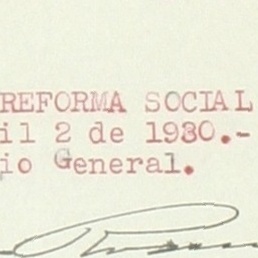 REFORMA SOCIAL
il 2 de 1930.-
io General.